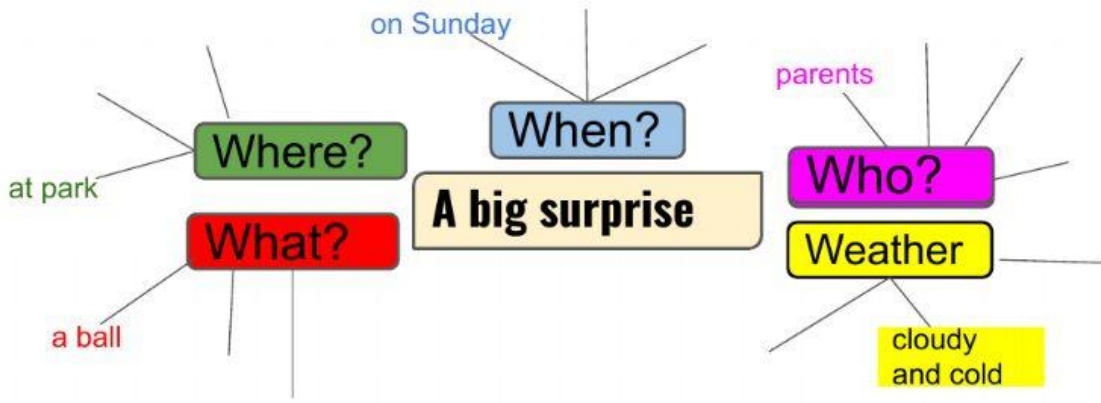 on Sunday
parents
When?
Where?
Who?
at park
A big surprise
What?
Weather
a ball
cloudy
and cold